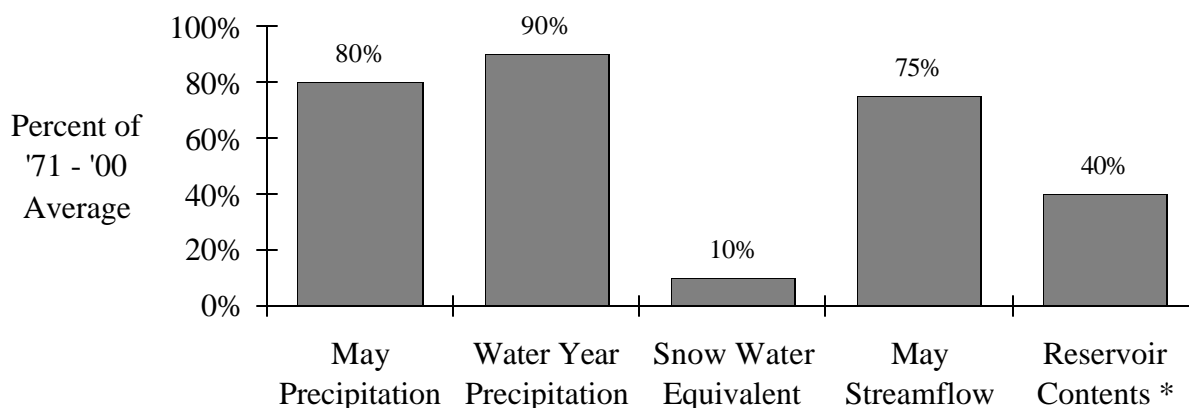 100%
80%
60%
40%
20%
0%
Percent of
'71 - '00
Average
80%
90%
10%
75%
40%
May
Precipitation
Water Year
Precipitation
Snow Water
Equivalent
May
Streamflow
Reservoir
Contents *